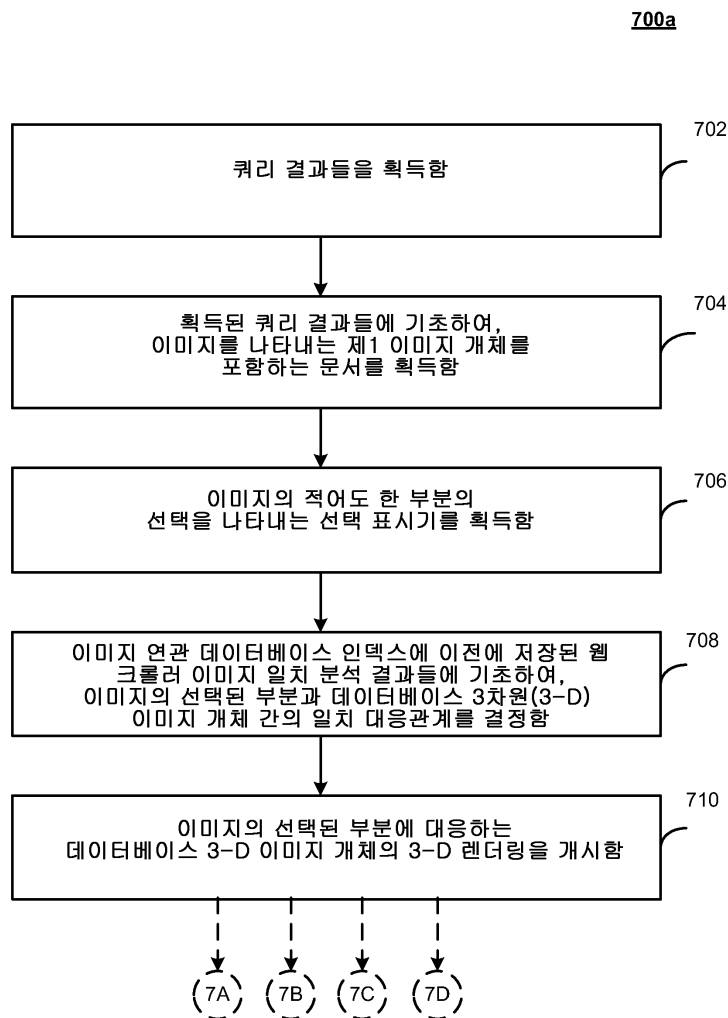 700a
702
쿼리 결과들을 획득함
704
획득된 쿼리 결과들에 기초하여,
이미지를 나타내는 제1 이미지 개체를
포함하는 문서를 획득함
706
이미지의 적어도 한 부분의
선택을 나타내는 선택 표시기를 획득함
708
이미지 연관 데이터베이스 인덱스에 이전에 저장된 웹
크롤러 이미지 일치 분석 결과들에 기초하여,
이미지의 선택된 부분과 데이터베이스 3차원(3-D)
이미지 개체 간의 일치 대응관계를 결정함
710
이미지의 선택된 부분에 대응하는
데이터베이스 3-D 이미지 개체의 3-D 렌더링을 개시함
7A 7B 7C 7D